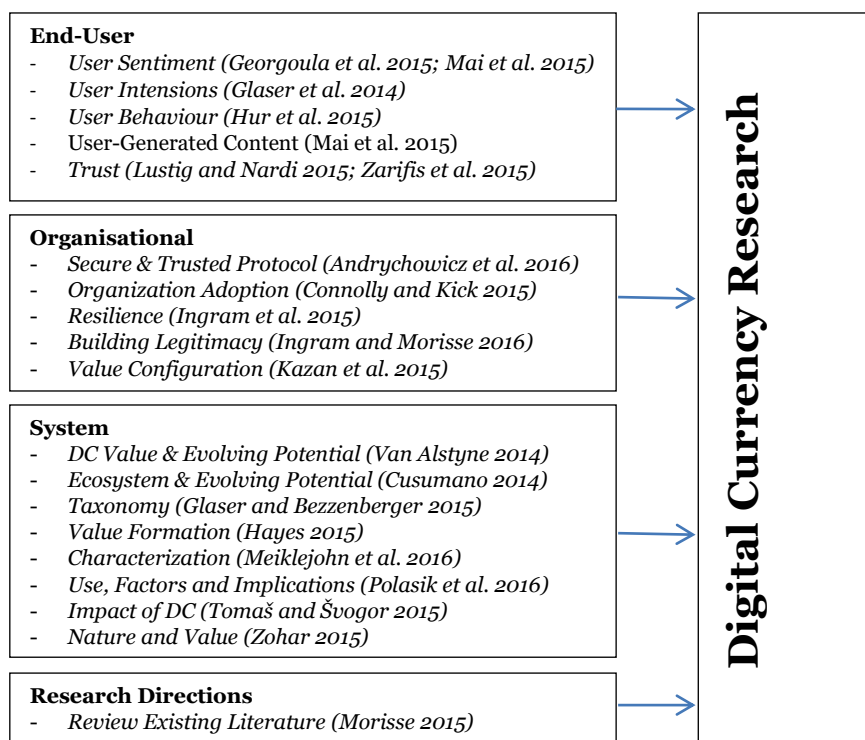 End-User
- User Sentiment (Georgoula et al. 2015; Mai et al. 2015)
- User Intensions (Glaser et al. 2014)
- User Behaviour (Hur et al. 2015)
- User-Generated Content (Mai et al. 2015)
- Trust (Lustig and Nardi 2015; Zarifis et al. 2015)
Organisational
- Secure & Trusted Protocol (Andrychowicz et al. 2016)
- Organization Adoption (Connolly and Kick 2015)
- Resilience (Ingram et al. 2015)
- Building Legitimacy (Ingram and Morisse 2016)
- Value Configuration (Kazan et al. 2015)
System
- DC Value & Evolving Potential (Van Alstyne 2014)
- Ecosystem & Evolving Potential (Cusumano 2014)
- Taxonomy (Glaser and Bezzenberger 2015)
- Value Formation (Hayes 2015)
- Characterization (Meiklejohn et al. 2016)
- Use, Factors and Implications (Polasik et al. 2016)
- Impact of DC (Tomaš and Švogor 2015)
- Nature and Value (Zohar 2015)
Research Directions
- Review Existing Literature (Morisse 2015)
Digital Currency Research